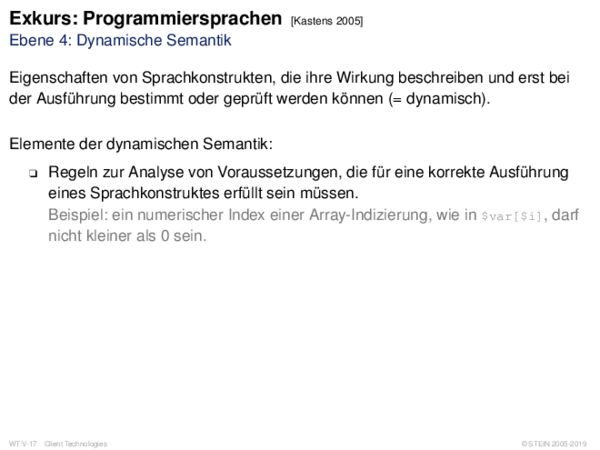 Exkurs: Programmiersprachen [Kastens 2005]
Ebene 4: Dynamische Semantik
Eigenschaften von Sprachkonstrukten, die ihre Wirkung beschreiben und erst bei
der Ausführung bestimmt oder geprüft werden können (= dynamisch).
Elemente der dynamischen Semantik:
❑ Regeln zur Analyse von Voraussetzungen, die für eine korrekte Ausführung
eines Sprachkonstruktes erfüllt sein müssen.
Beispiel: ein numerischer Index einer Array-Indizierung, wie in $var[$i], darf
nicht kleiner als 0 sein.
WT:V-17 Client Technologies © STEIN 2005-2019